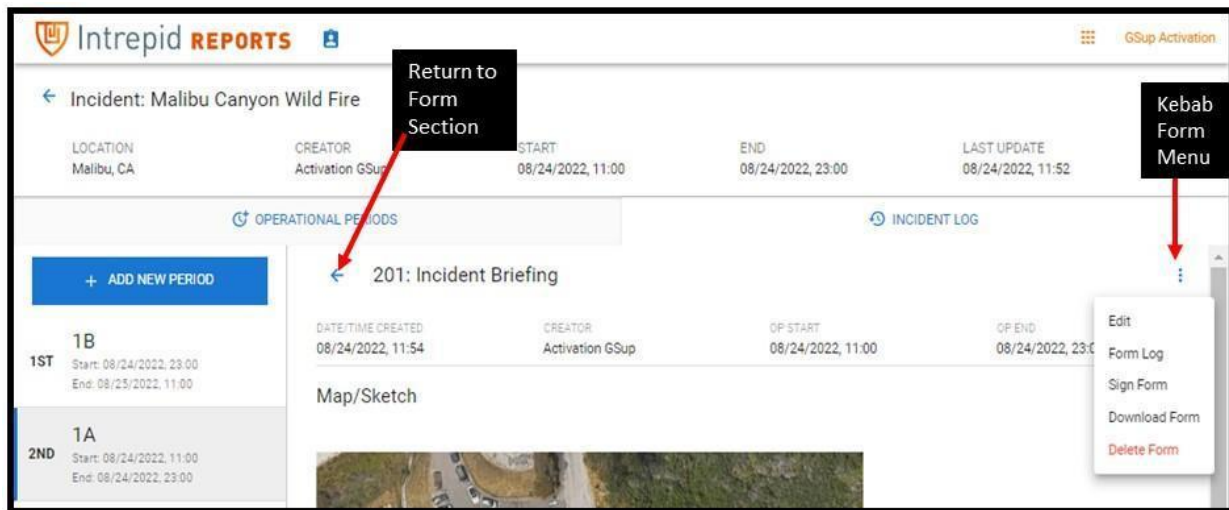 Intrepid REPORTS
GSup Activation
Return to
Form
Section
Kebab
Form
Menu
Incident: Malibu Canyon Wild Fire
LOCATION
Malibu, CA
CREATOR
Activation GSup
START
08/24/2022, 11:00
END
08/24/2022, 23:00
LAST UPDATE
08/24/2022, 11:52
OPERATIONAL PERIODS
INCIDENT LOG
+ ADD NEW PERIOD
1ST
1B
Start: 08/24/2022, 23:00
End: 08/25/2022, 11:00
2ND
1A
Start: 08/24/2022, 11:00
End: 08/24/2022, 23:00
201: Incident Briefing
DATE/TIME CREATED
08/24/2022, 11:54
CREATOR
Activation GSup
OP START
08/24/2022, 11:00
OP END
08/24/2022, 23:0
Map/Sketch
Edit
Form Log
Sign Form
Download Form
Delete Form